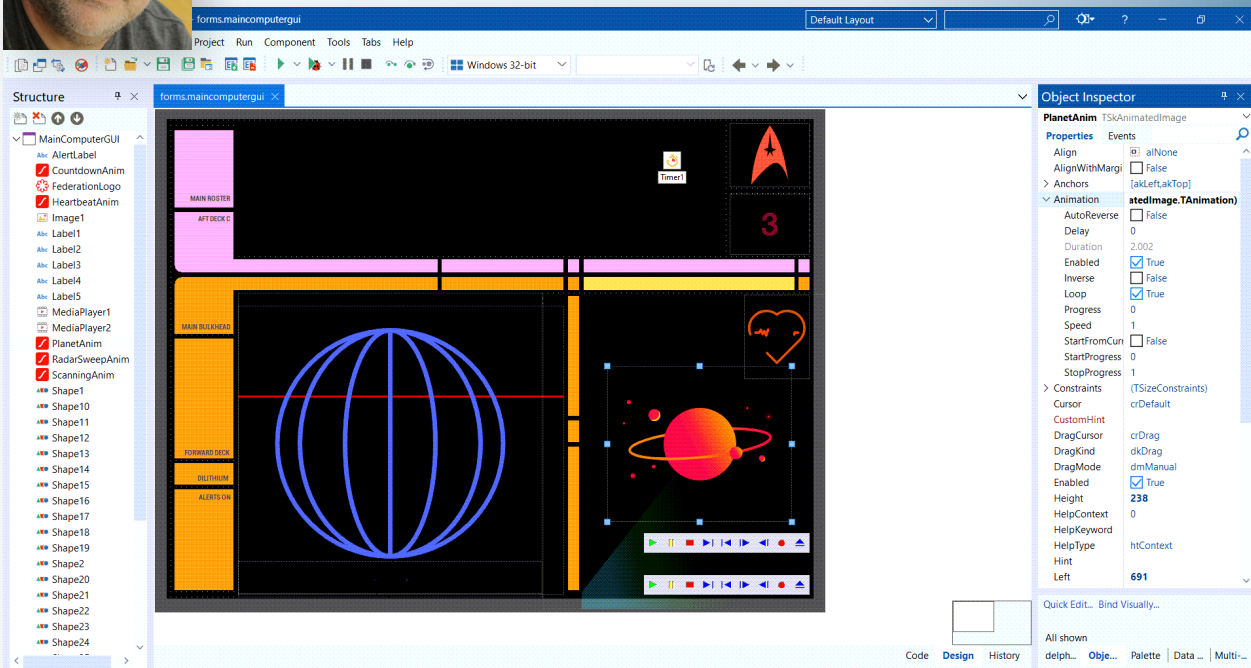 forms.maincomputergui
Default Layout
?
Project Run Component Tools Tabs Help
Windows 32-bit
Structure
forms.maincomputergui
Object Inspector
MainComputerGUI
AlertLabel
CountdownAnim
FederationLogo
HeartbeatAnim
Image1
Label1
Label2
Label3
Label4
Label5
MediaPlayer1
MediaPlayer2
PlanetAnim
RadarSweepAnim
ScanningAnim
Shape1
Shape10
Shape11
Shape12
Shape13
Shape14
Shape15
Shape16
Shape17
Shape18
Shape19
Shape2
Shape20
Shape21
Shape22
Shape23
Shape24
MAIN ROSTER
AFT DECK C
Timer1
3
MAIN BULKHEAD
FORWARD DECK
DILITHIUM
ALERTS ON
PlanetAnim TSkAnimatedImage
Properties Events
Align alNone
AlignWithMargi False
Anchors [akLeft,akTop]
Animation atedImage.TAnimation)
AutoReverse False
Delay 0
Duration 2.002
Enabled True
Inverse False
Loop True
Progress 0
Speed 1
StartFromCurr False
StartProgress 0
StopProgress 1
Constraints (TSizeConstraints)
Cursor crDefault
CustomHint
DragCursor crDrag
DragKind dkDrag
DragMode dmManual
Enabled True
Height 238
HelpContext 0
HelpKeyword
HelpType htContext
Hint
Left 691
Quick Edit... Bind Visually...
All shown
Code Design History
delph... Obje... Palette Data ... Multi-...